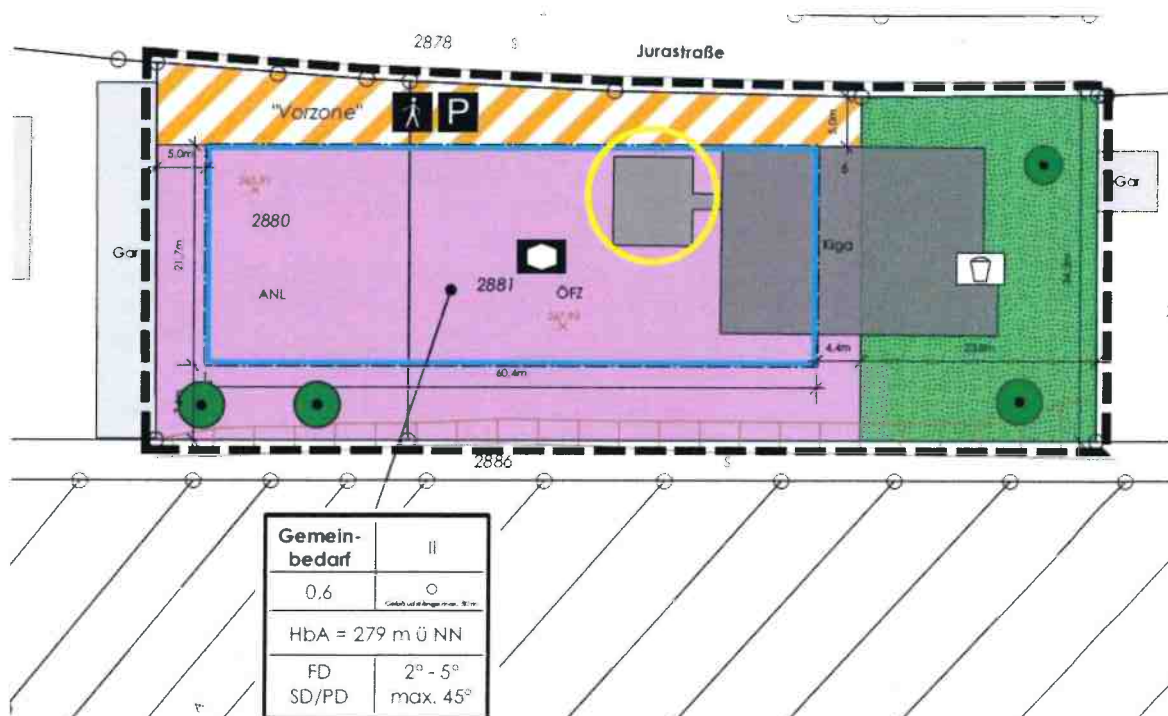 2878
S
Jurastraße
"Vorzone"
P
5,0m
5,0m
6
Gar
Gar
2880
21,7m
Kiga
2881
ÖFZ
ANL
4,4m
60,4m
2886
S
Gemein-
bedarf
II
0,6
HbA = 279 m ü NN
FD
2° - 5°
SD/PD
max. 45°